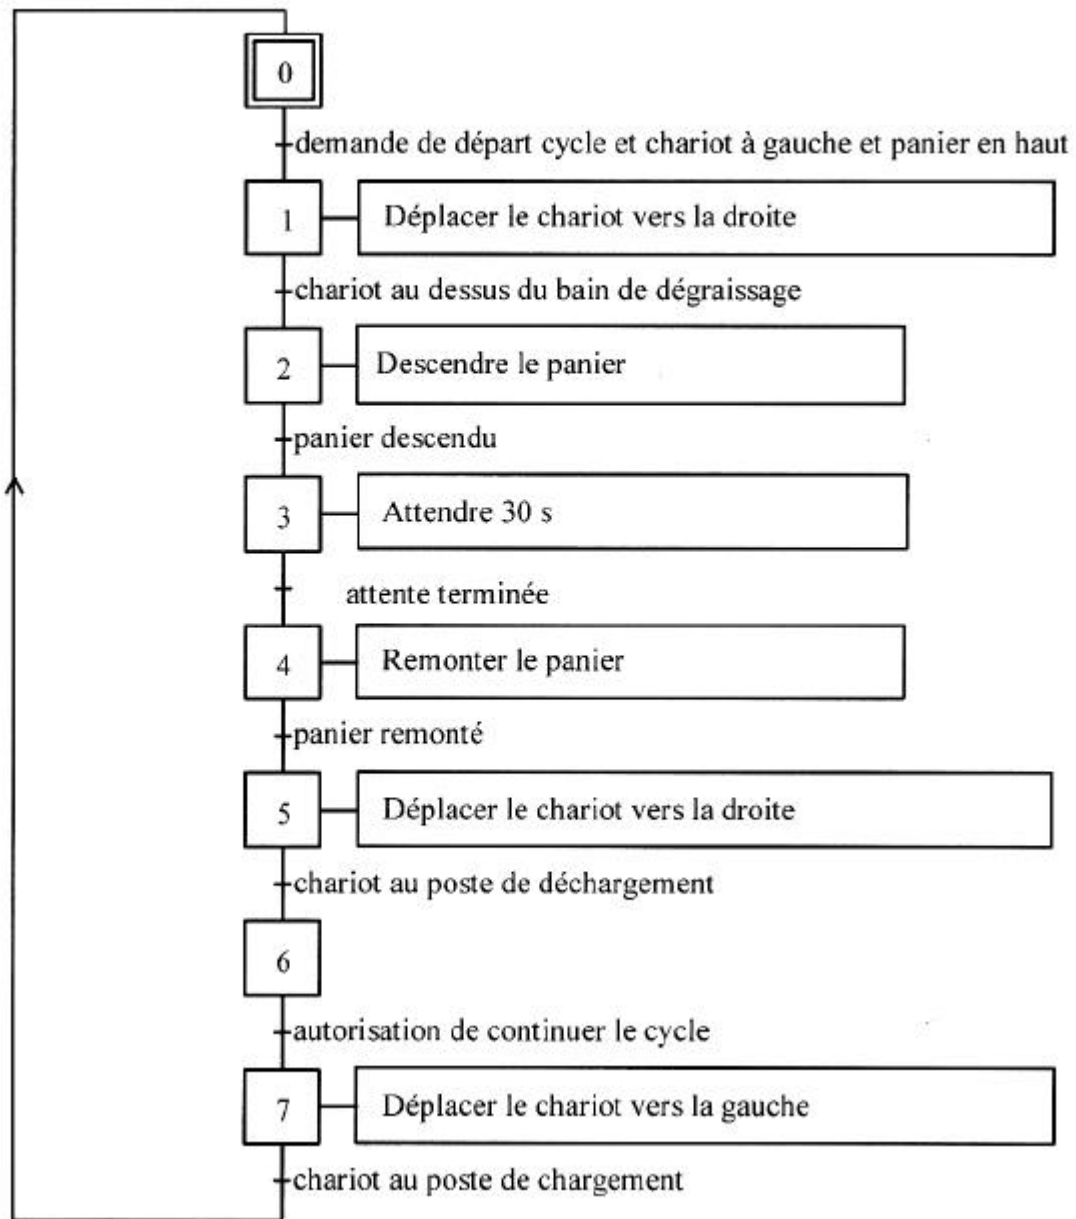 0
demande de départ cycle et chariot à gauche et panier en haut
1
Déplacer le chariot vers la droite
chariot au dessus du bain de dégraissage
2
Descendre le panier
panier descendu
3
Attendre 30 s
attente terminée
4
Remonter le panier
panier remonté
5
Déplacer le chariot vers la droite
chariot au poste de déchargement
6
autorisation de continuer le cycle
7
Déplacer le chariot vers la gauche
chariot au poste de chargement